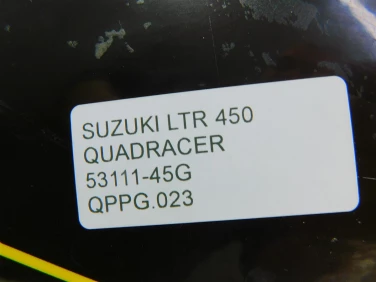 SUZUKI LTR 450
QUADRACER
53111-45G
QPPG.023